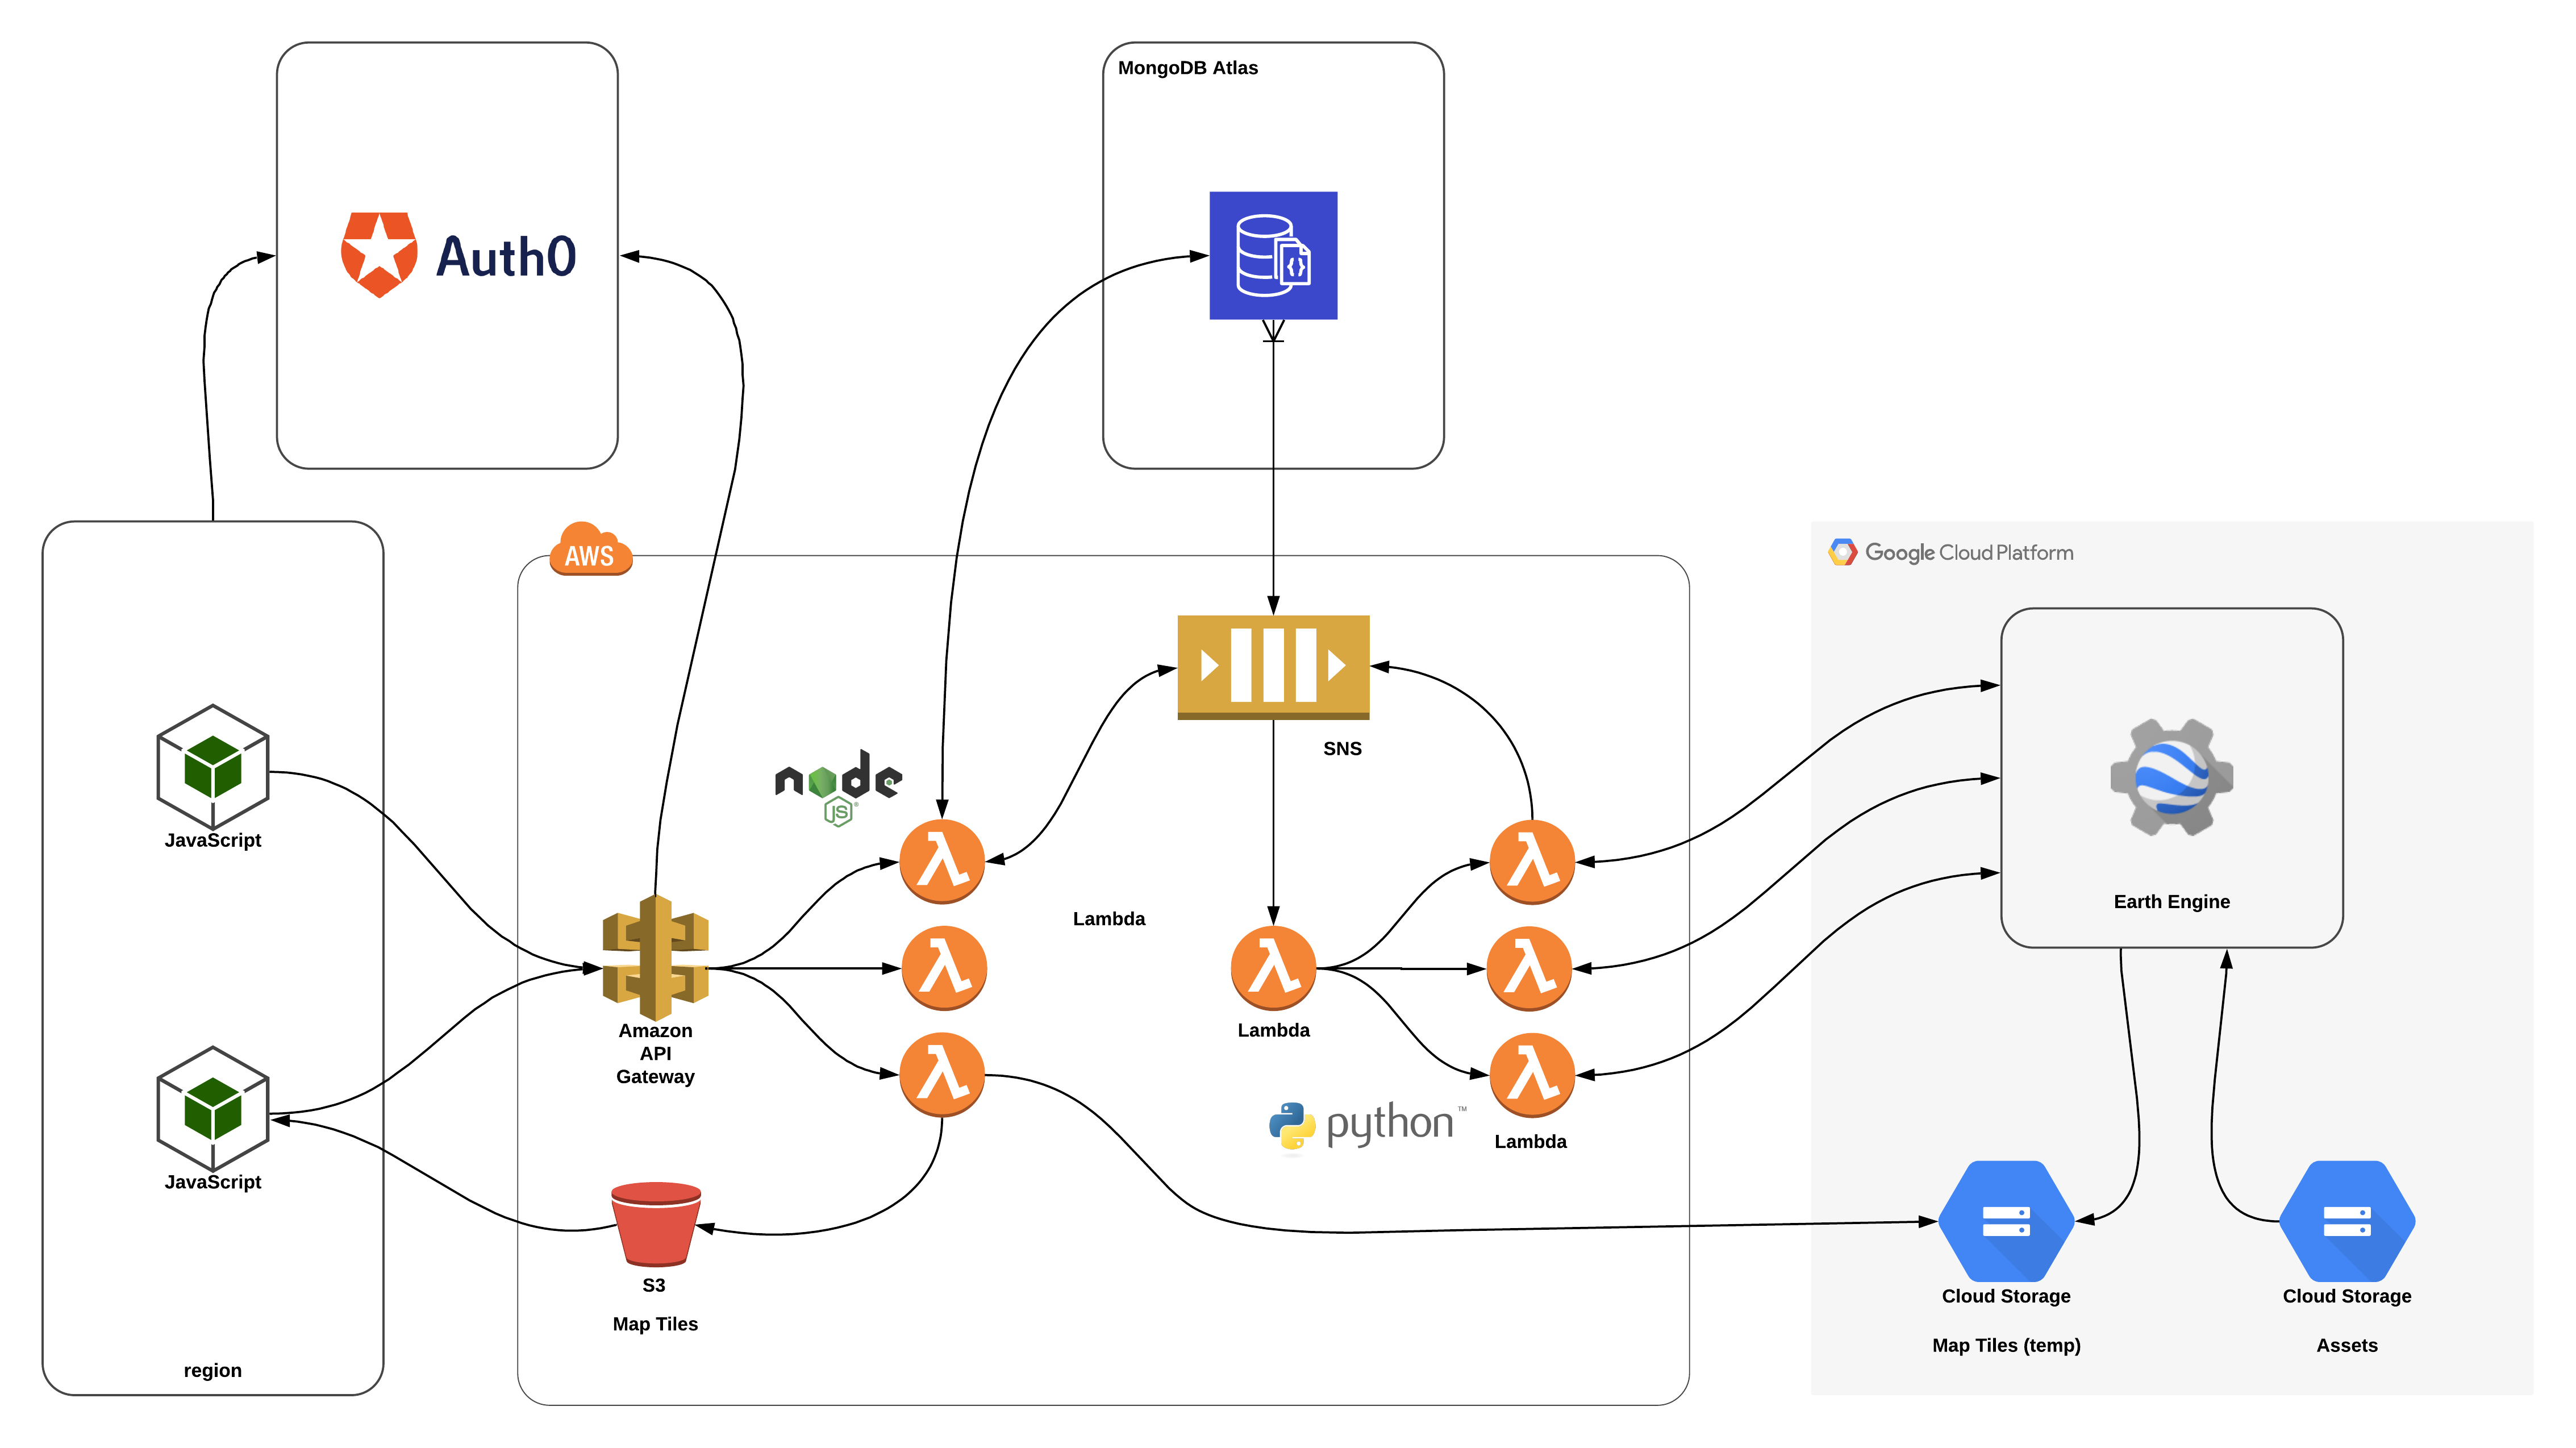 MongoDB Atlas
Auth0
AWS
Google Cloud Platform
SNS
node
JS®
JavaScript
Earth Engine
Lambda
Amazon
API
Gateway
Lambda
python™
Lambda
JavaScript
S3
Map Tiles
Cloud Storage
Map Tiles (temp)
Cloud Storage
Assets
region